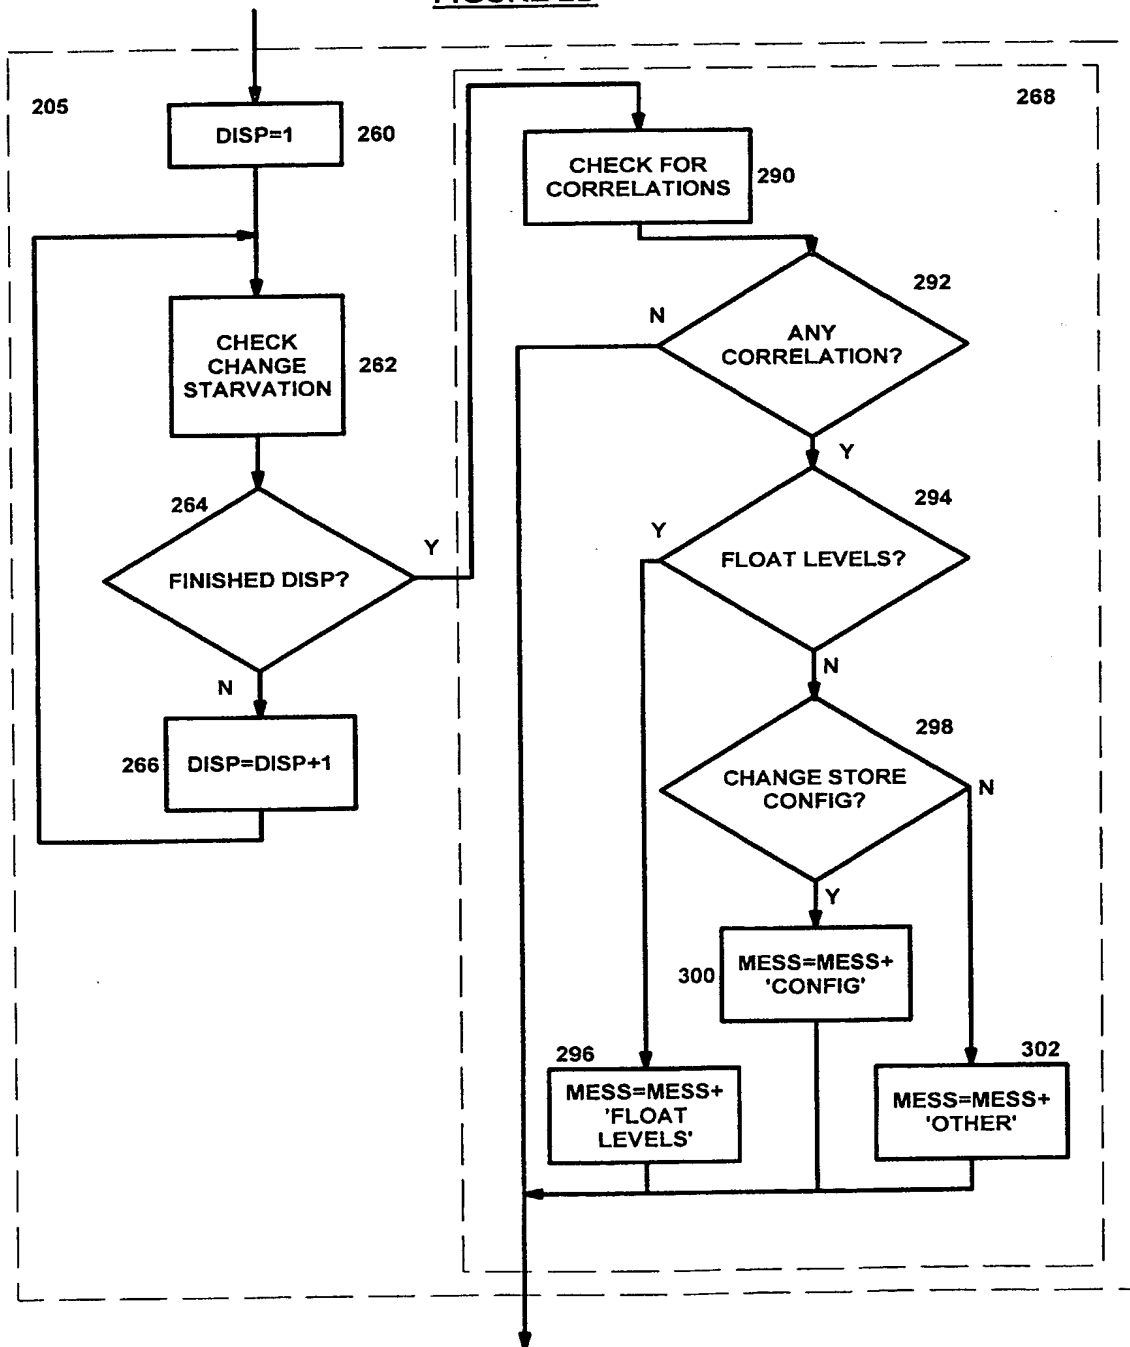 205
DISP=1
260
CHECK
CHANGE
STARVATION
262
264
FINISHED DISP?
Y
N
266
DISP=DISP+1
268
CHECK FOR
CORRELATIONS
290
292
ANY
CORRELATION?
N
Y
294
FLOAT LEVELS?
Y
N
298
CHANGE STORE
CONFIG?
N
Y
300
MESS=MESS+
'CONFIG'
296
MESS=MESS+
'FLOAT
LEVELS'
302
MESS=MESS+
'OTHER'